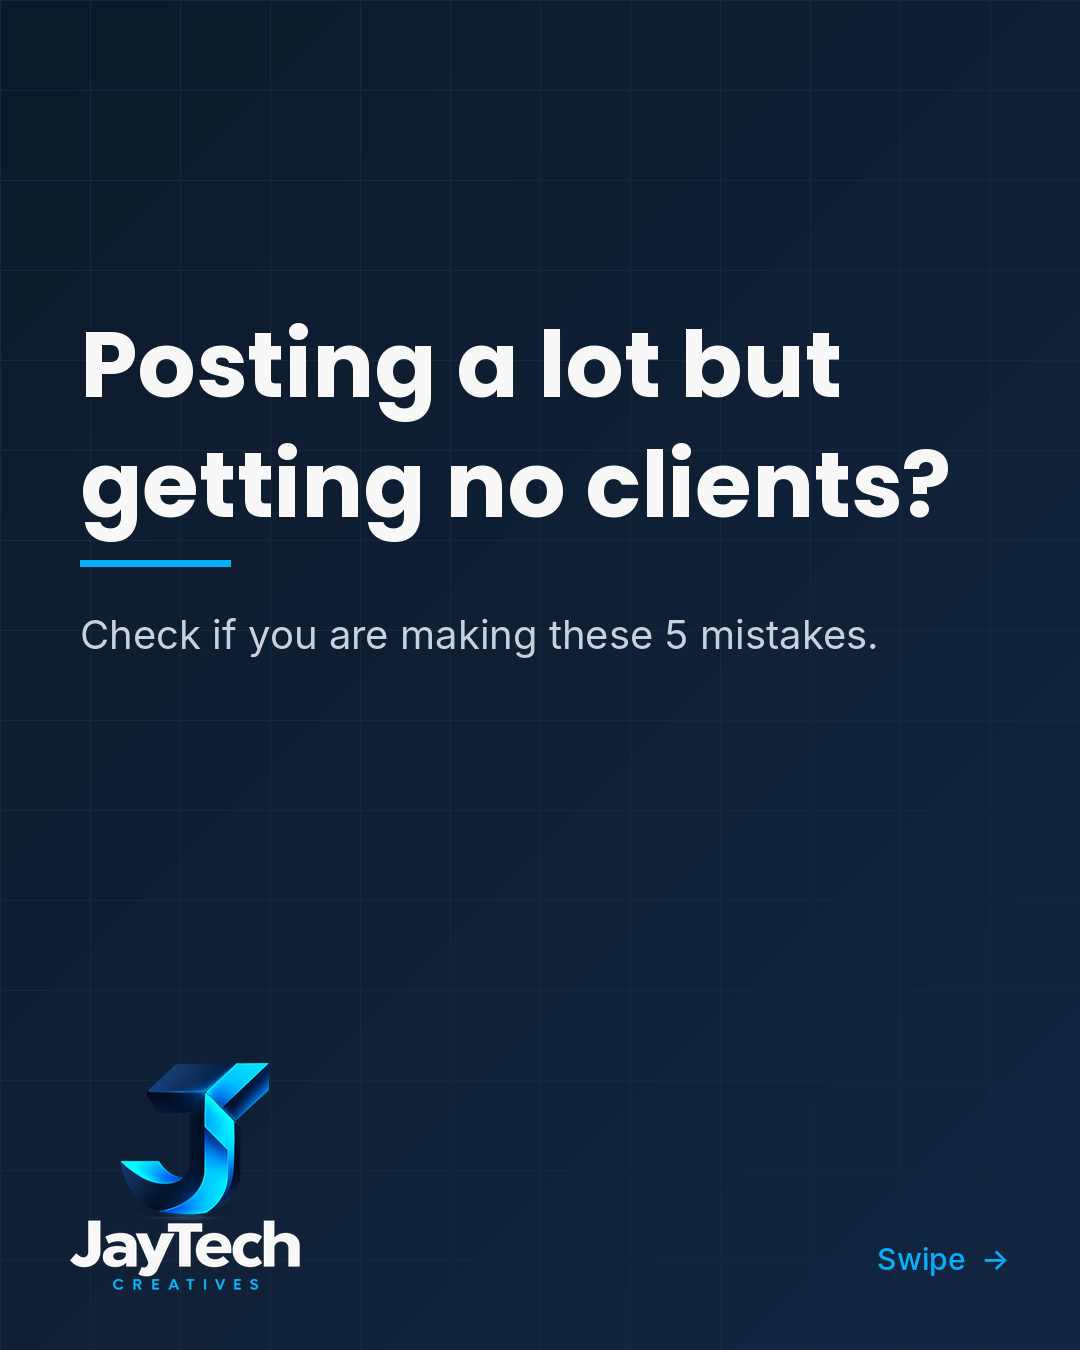 Posting a lot but
getting no clients?
Check if you are making these 5 mistakes.
JayTech
CREATIVES
Swipe →